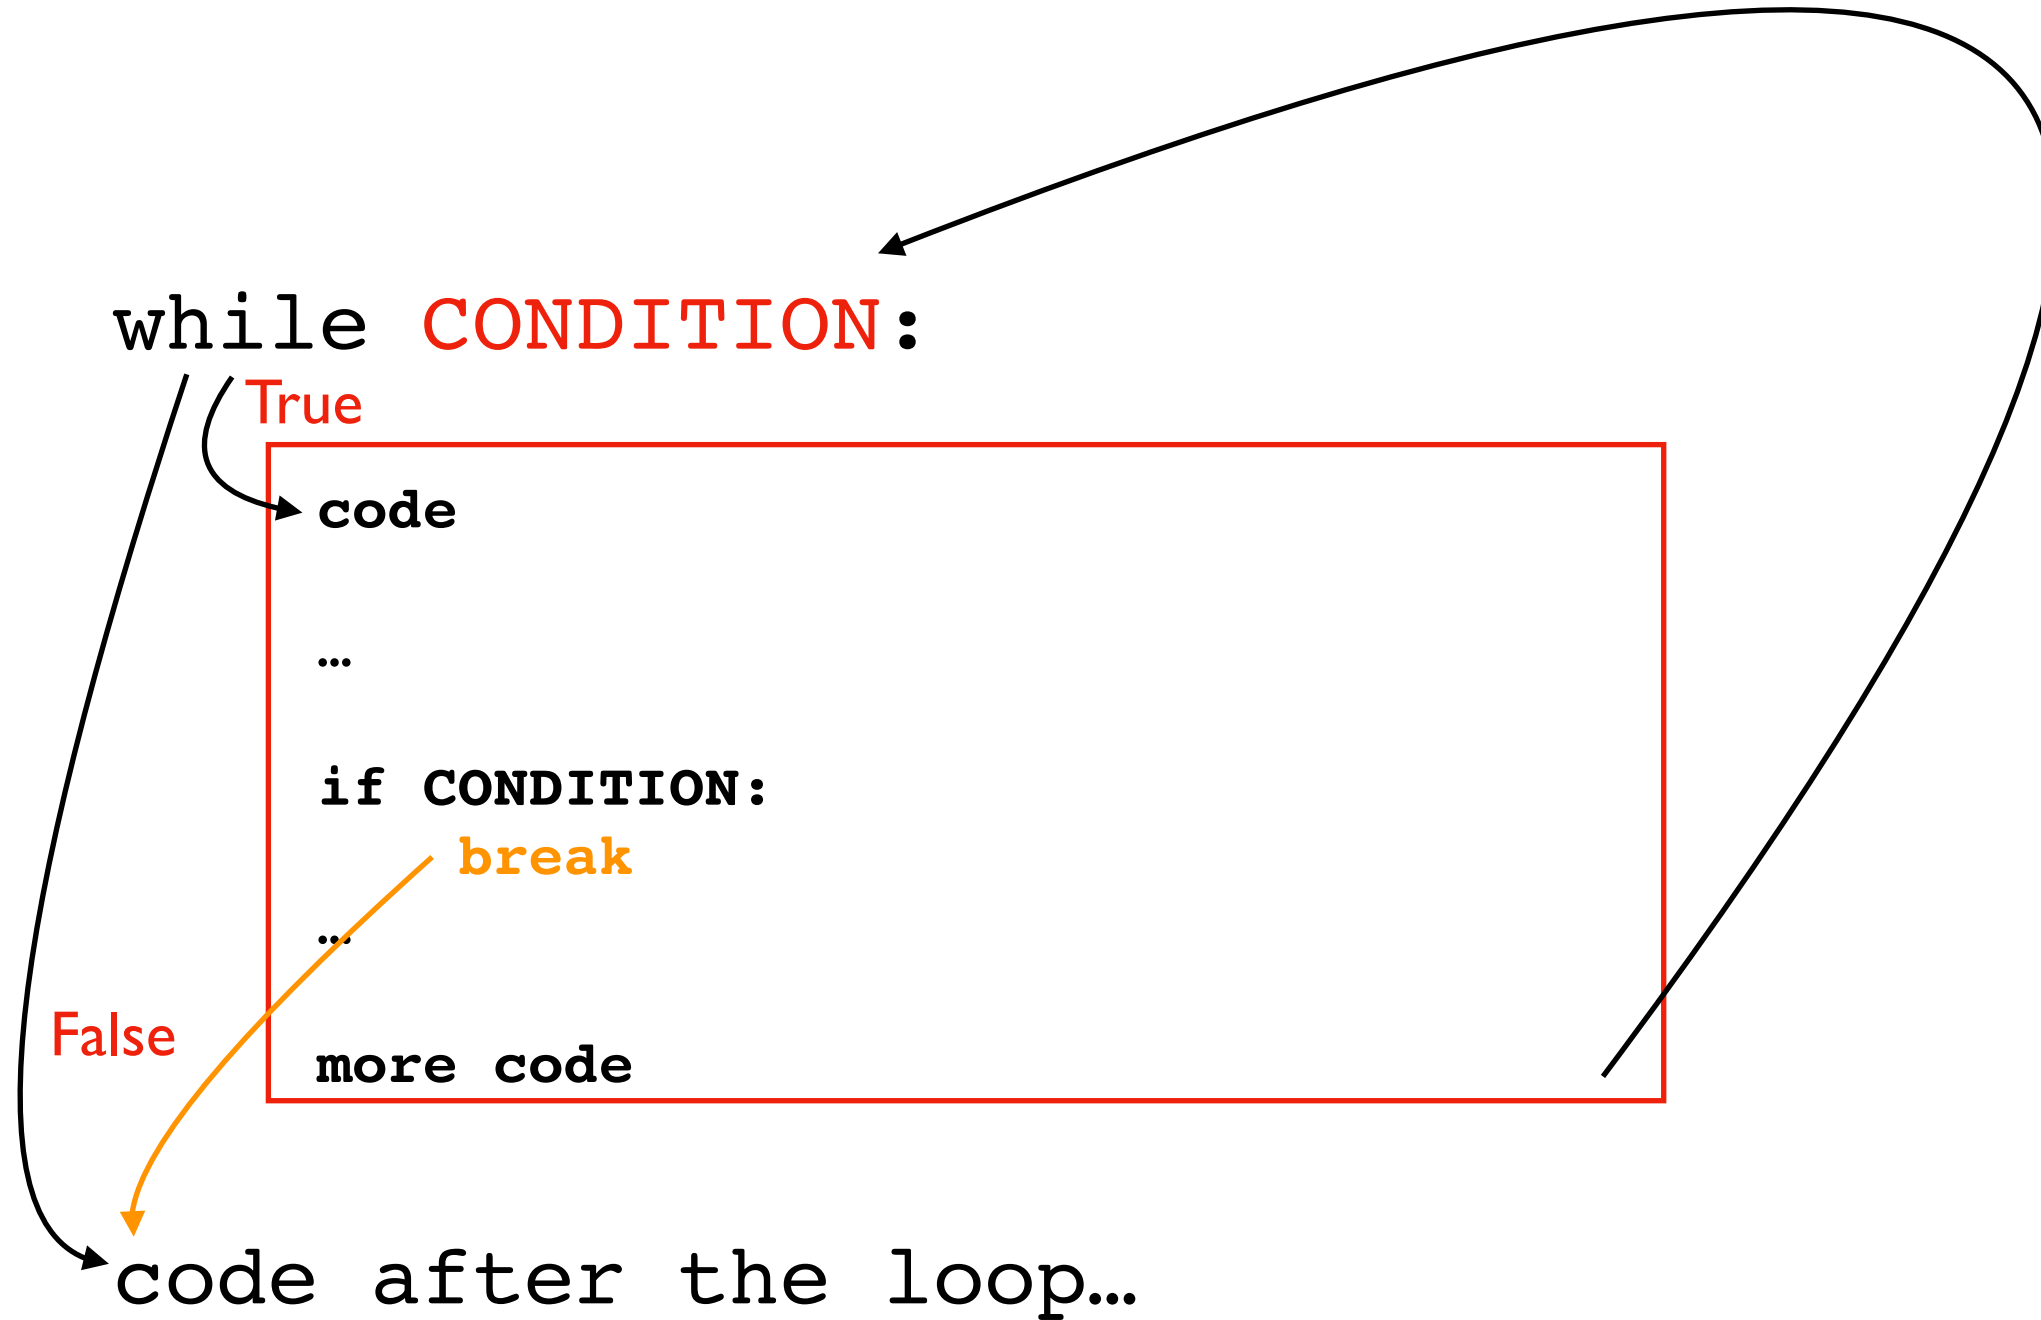 while CONDITION:
True
code
…
if CONDITION:
break
…
False
more code
code after the loop…